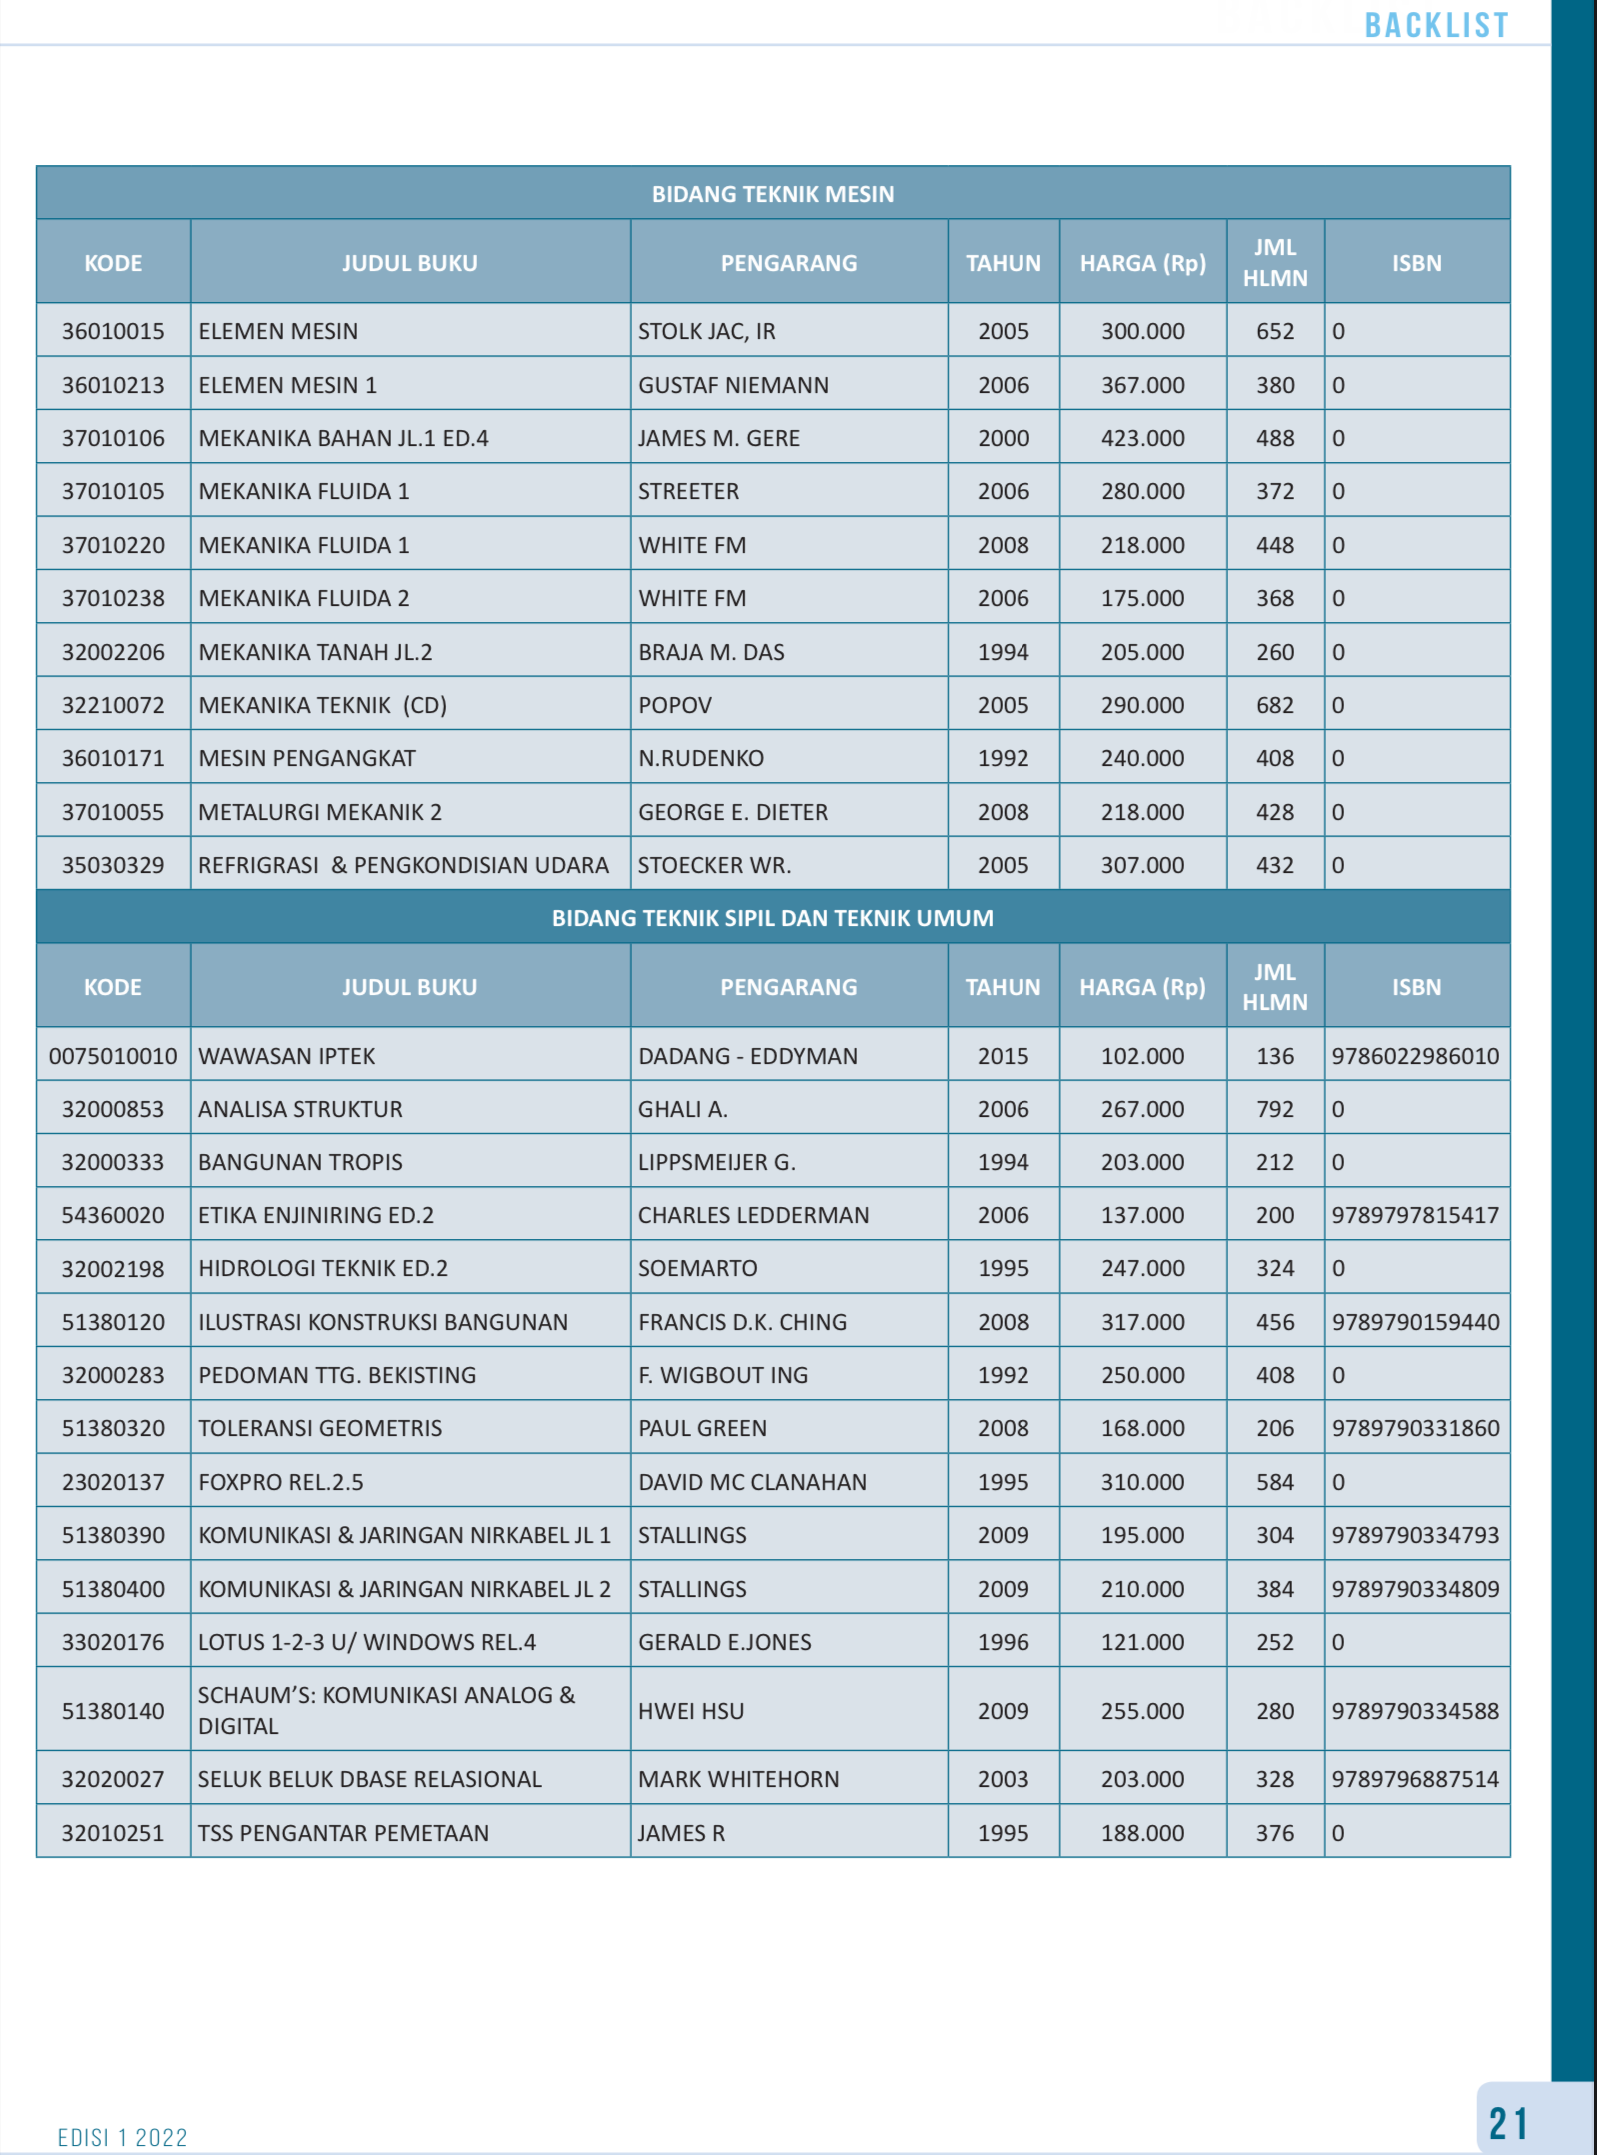 BACKLIST
BIDANG TEKNIK MESIN
KODE JUDUL BUKU PENGARANG TAHUN HARGA (Rp) JML HLMN ISBN
36010015 ELEMEN MESIN STOLK JAC, IR 2005 300.000 652 0
36010213 ELEMEN MESIN 1 GUSTAF NIEMANN 2006 367.000 380 0
37010106 MEKANIKA BAHAN JL.1 ED.4 JAMES M. GERE 2000 423.000 488 0
37010105 MEKANIKA FLUIDA 1 STREETER 2006 280.000 372 0
37010220 MEKANIKA FLUIDA 1 WHITE FM 2008 218.000 448 0
37010238 MEKANIKA FLUIDA 2 WHITE FM 2006 175.000 368 0
32002206 MEKANIKA TANAH JL.2 BRAJA M. DAS 1994 205.000 260 0
32210072 MEKANIKA TEKNIK (CD) POPOV 2005 290.000 682 0
36010171 MESIN PENGANGKAT N.RUDENKO 1992 240.000 408 0
37010055 METALURGI MEKANIK 2 GEORGE E. DIETER 2008 218.000 428 0
35030329 REFRIGRASI & PENGKONDISIAN UDARA STOECKER WR. 2005 307.000 432 0
BIDANG TEKNIK SIPIL DAN TEKNIK UMUM
KODE JUDUL BUKU PENGARANG TAHUN HARGA (Rp) JML HLMN ISBN
0075010010 WAWASAN IPTEK DADANG - EDDYMAN 2015 102.000 136 9786022986010
32000853 ANALISA STRUKTUR GHALI A. 2006 267.000 792 0
32000333 BANGUNAN TROPIS LIPPSMEIJER G. 1994 203.000 212 0
54360020 ETIKA ENJINIRING ED.2 CHARLES LEDDERMAN 2006 137.000 200 9789797815417
32002198 HIDROLOGI TEKNIK ED.2 SOEMARTO 1995 247.000 324 0
51380120 ILUSTRASI KONSTRUKSI BANGUNAN FRANCIS D.K. CHING 2008 317.000 456 9789790159440
32000283 PEDOMAN TTG. BEKISTING F. WIGBOUT ING 1992 250.000 408 0
51380320 TOLERANSI GEOMETRIS PAUL GREEN 2008 168.000 206 9789790331860
23020137 FOXPRO REL.2.5 DAVID MC CLANAHAN 1995 310.000 584 0
51380390 KOMUNIKASI & JARINGAN NIRKABEL JL 1 STALLINGS 2009 195.000 304 9789790334793
51380400 KOMUNIKASI & JARINGAN NIRKABEL JL 2 STALLINGS 2009 210.000 384 9789790334809
33020176 LOTUS 1-2-3 U/ WINDOWS REL.4 GERALD E.JONES 1996 121.000 252 0
51380140 SCHAUM’S: KOMUNIKASI ANALOG & DIGITAL HWEI HSU 2009 255.000 280 9789790334588
32020027 SELUK BELUK DBASE RELASIONAL MARK WHITEHORN 2003 203.000 328 9789796887514
32010251 TSS PENGANTAR PEMETAAN JAMES R 1995 188.000 376 0
EDISI 1 2022
21